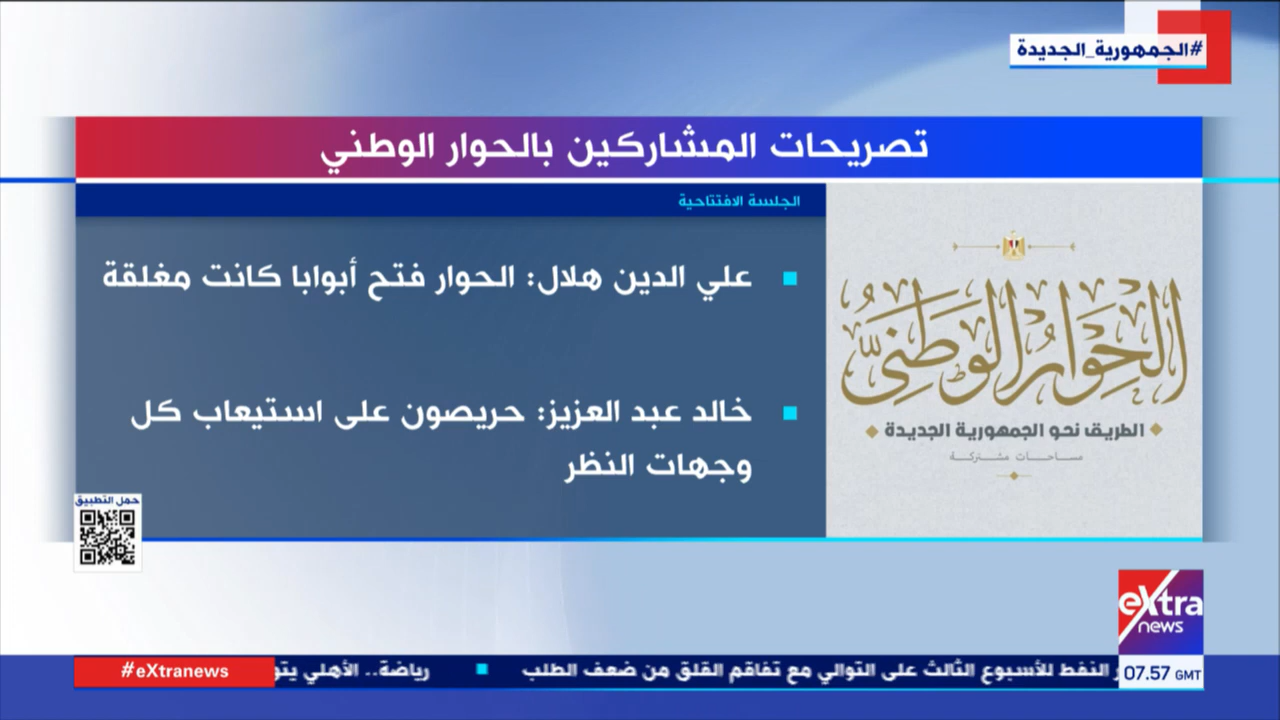 #الجمهورية_الجديدة
تصريحات المشاركين بالحوار الوطني
الجلسة الافتتاحية
علي الدين هلال: الحوار فتح أبوابا كانت مغلقة
خالد عبد العزيز: حريصون على استيعاب كل
وجهات النظر
الحوار الوطني
الطريق نحو الجمهورية الجديدة
مساحات مشتركة
حمل التطبيق
eXtra
news
07.57 GMT
النفط للأسبوع الثالث على التوالي مع تفاقم القلق من ضعف الطلب ■ رياضة.. الأهلي
#eXtranews